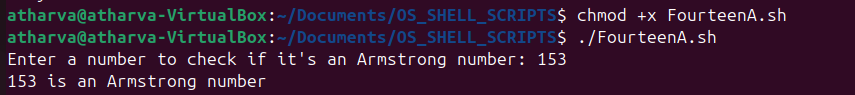 atharva@atharva-VirtualBox:~/Documents/OS_SHELL_SCRIPTS$ chmod +x FourteenA.sh
atharva@atharva-VirtualBox:~/Documents/OS_SHELL_SCRIPTS$ ./FourteenA.sh
Enter a number to check if it's an Armstrong number: 153
153 is an Armstrong number